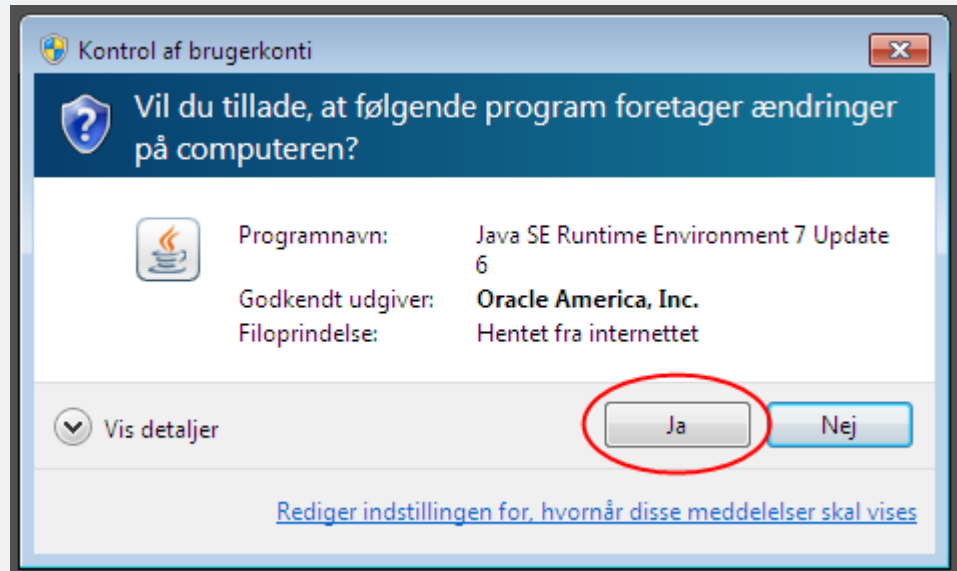 Kontrol af brugerkonti
Vil du tillade, at følgende program foretager ændringer
på computeren?
Programnavn: Java SE Runtime Environment 7 Update
6
Godkendt udgiver: Oracle America, Inc.
Filoprindelse: Hentet fra internettet
Vis detaljer Ja Nej
Rediger indstillingen for, hvornår disse meddelelser skal vises